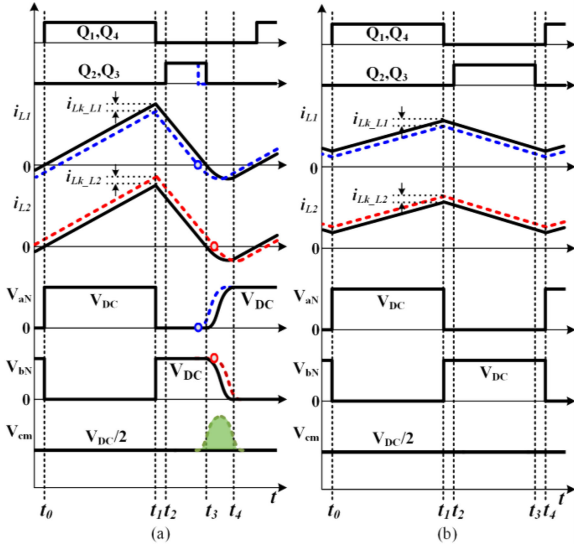 Q1,Q4
Q2,Q3
iL1
iLk_L1
0
iL2
iLk_L2
0
VaN
VDC
VDC
0
VbN
VDC
0
Vcm
VDC/2
t
t0
t1
t2
t3
t4
(a)
Q1,Q4
Q2,Q3
iL1
iLk_L1
0
iL2
iLk_L2
0
VaN
VDC
0
VbN
VDC
0
Vcm
VDC/2
t
t0
t1
t2
t3
t4
(b)